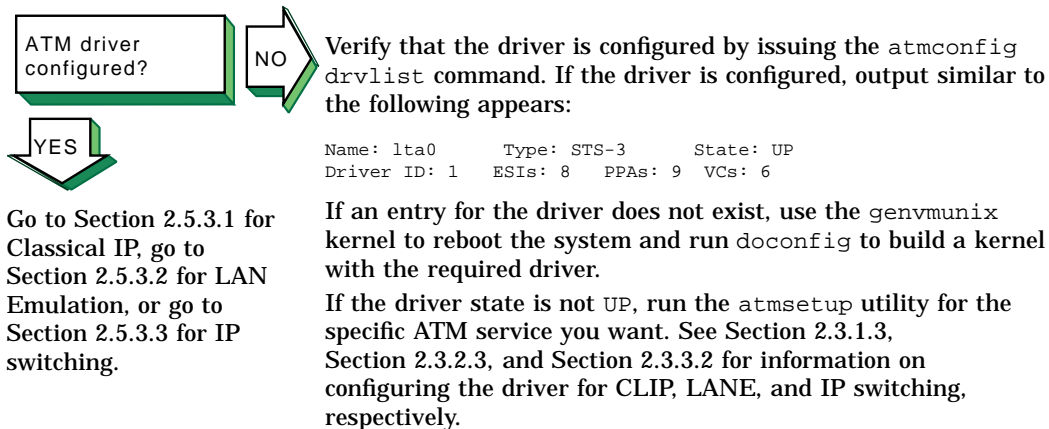 ATM driver
configured?
NO
YES
Go to Section 2.5.3.1 for
Classical IP, go to
Section 2.5.3.2 for LAN
Emulation, or go to
Section 2.5.3.3 for IP
switching.
Verify that the driver is configured by issuing the atmconfig
drvlist command. If the driver is configured, output similar to
the following appears:
Name: lta0 Type: STS-3 State: UP
Driver ID: 1 ESIs: 8 PPAs: 9 VCs: 6
If an entry for the driver does not exist, use the genvmunix
kernel to reboot the system and run doconfig to build a kernel
with the required driver.
If the driver state is not UP, run the atmsetup utility for the
specific ATM service you want. See Section 2.3.1.3,
Section 2.3.2.3, and Section 2.3.3.2 for information on
configuring the driver for CLIP, LANE, and IP switching,
respectively.